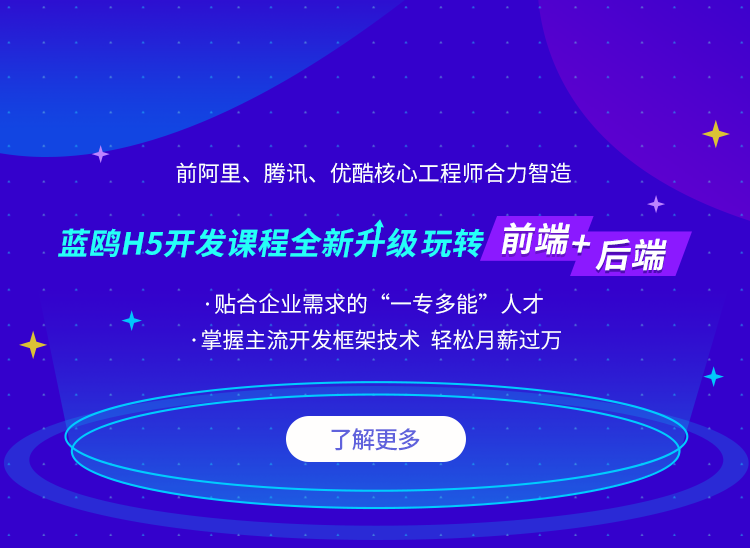 前阿里、腾讯、优酷核心工程师合力智造
蓝鸥H5开发课程全新升级 玩转 前端+后端
·贴合企业需求的“一专多能”人才
·掌握主流开发框架技术 轻松月薪过万
了解更多